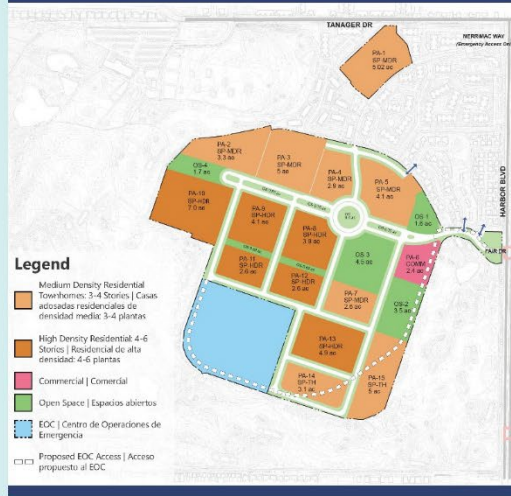 TANAGER DR
MERRIMAC WAY
(Emergency Access Only)
HARBOR BLVD
FAIR DR
PA-1
SP-MDR
5.02 ac
PA-2
SP-MDR
3.3 ac
PA-3
SP-MDR
5 ac
PA-4
SP-MDR
2.9 ac
PA-5
SP-MDR
4.1 ac
OS-4
1.7 ac
OS-1
1.8 ac
PA-10
SP-HDR
PA-9
SP-HDR
4.1 ac
PA-8
SP-HDR
3.9 ac
OS-3
4.6 ac
PA-6
COMM.
2.4 ac
PA-11
SP-HDR
2.6 ac
PA-12
SP-HDR
3.6 ac
PA-7
SP-MDR
2.6 ac
OS-2
3.5 ac
PA-13
SP-HDR
4.9 ac
PA-14
SP-TH
3.1 ac
PA-15
SP-TH
5 ac
Legend
Medium Density Residential
Townhomes: 3-4 Stories | Casas
adosadas residenciales de
densidad media: 3-4 plantas
High Density Residential: 4-6
Stories | Residencial de alta
densidad: 4-6 plantas
Commercial | Comercial
Open Space | Espacios abiertos
EOC | Centro de Operaciones de
Emergencia
Proposed EOC Access | Acceso
propuesto al EOC